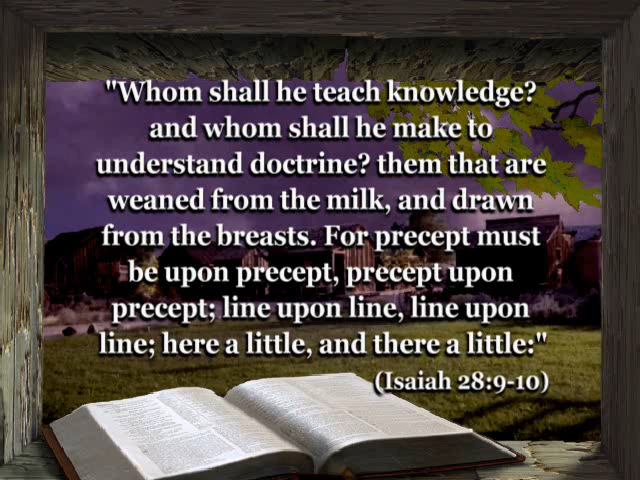 "Whom shall he teach knowledge?
and whom shall he make to
understand doctrine? them that are
weaned from the milk, and drawn
from the breasts. For precept must
be upon precept, precept upon
precept; line upon line, line upon
line; here a little, and there a little:"
(Isaiah 28:9-10)